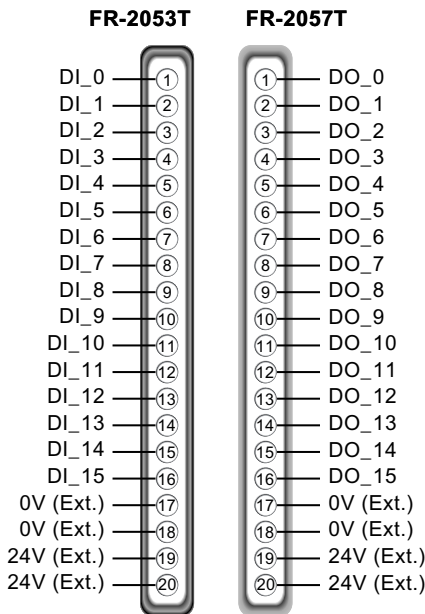 FR-2053T FR-2057T
DI_0 1 1 DO_0
DI_1 2 2 DO_1
DI_2 3 3 DO_2
DI_3 4 4 DO_3
DI_4 5 5 DO_4
DI_5 6 6 DO_5
DI_6 7 7 DO_6
DI_7 8 8 DO_7
DI_8 9 9 DO_8
DI_9 10 10 DO_9
DI_10 11 11 DO_10
DI_11 12 12 DO_11
DI_12 13 13 DO_12
DI_13 14 14 DO_13
DI_14 15 15 DO_14
DI_15 16 16 DO_15
0V (Ext.) 17 17 0V (Ext.)
0V (Ext.) 18 18 0V (Ext.)
24V (Ext.) 19 19 24V (Ext.)
24V (Ext.) 20 20 24V (Ext.)